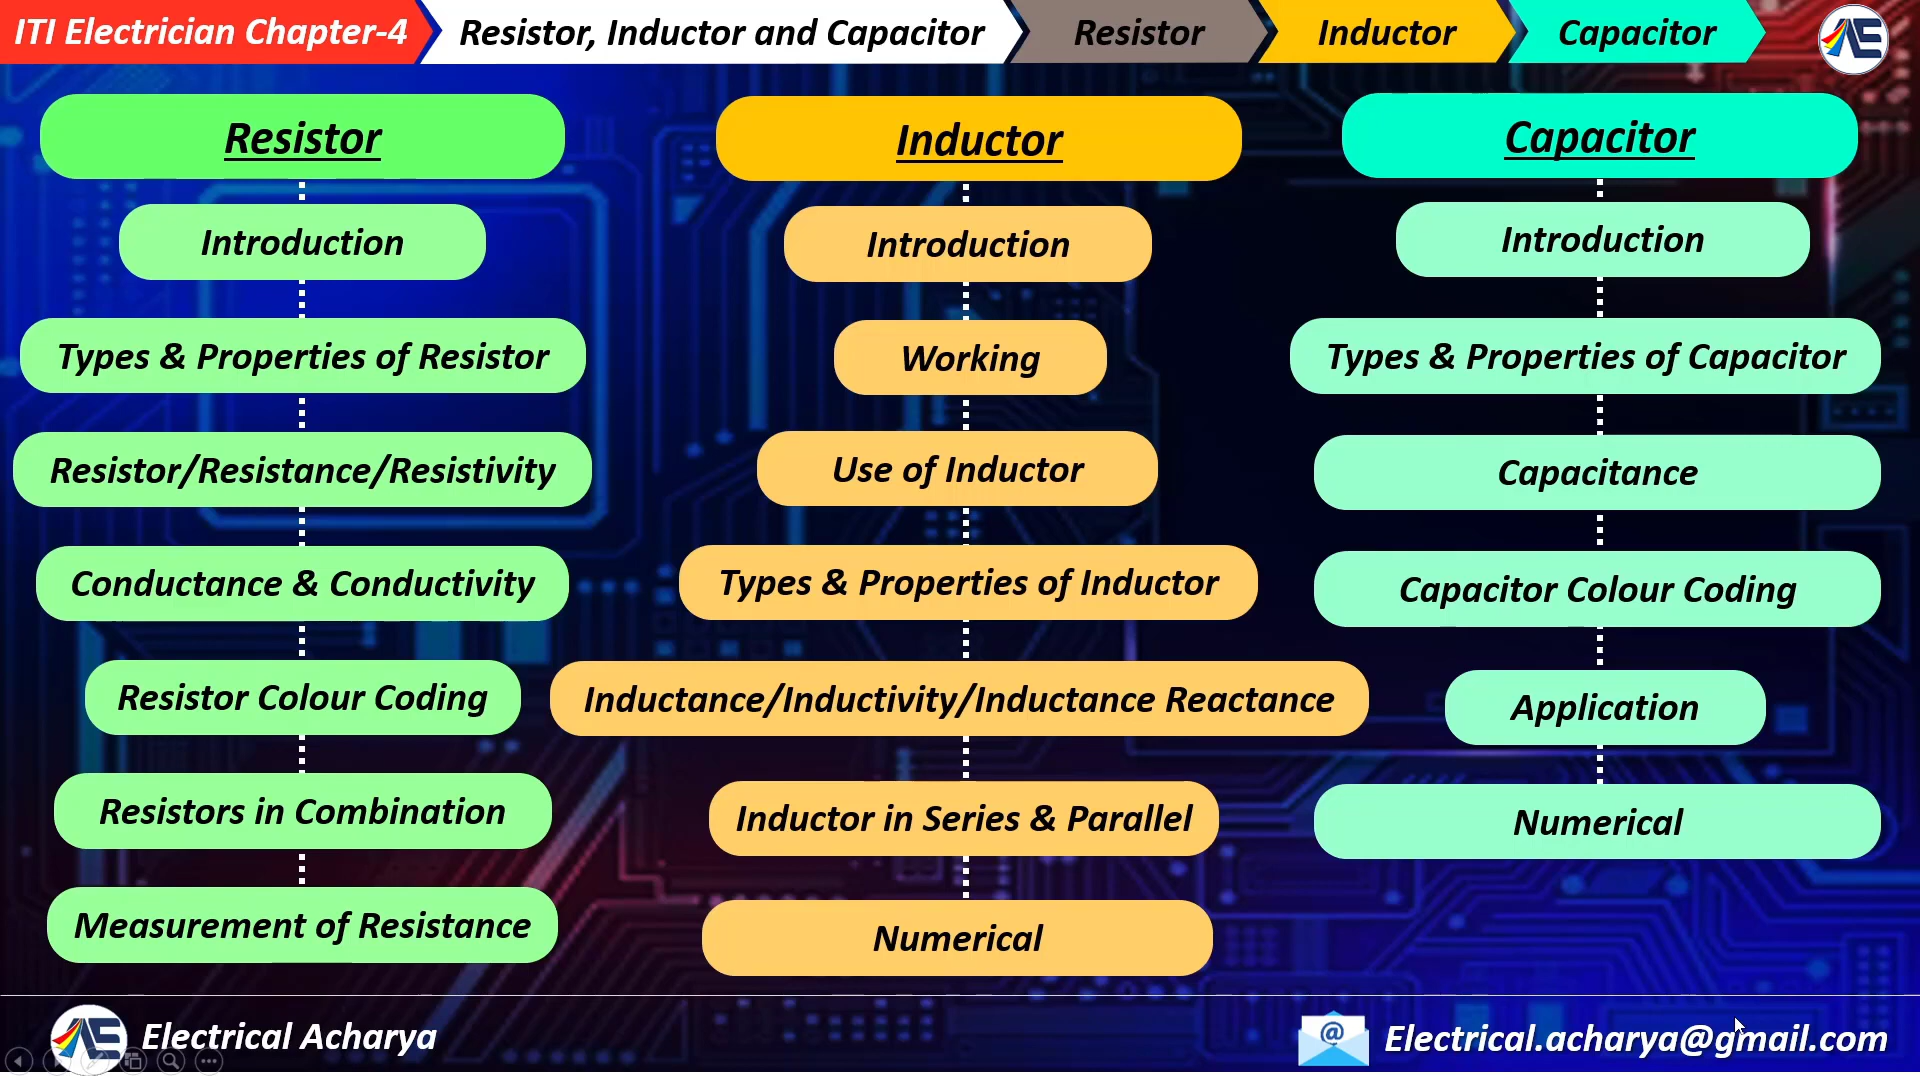 ITI Electrician Chapter-4
Resistor, Inductor and Capacitor
Resistor
Inductor
Capacitor
AE
Resistor
Introduction
Types & Properties of Resistor
Resistor/Resistance/Resistivity
Conductance & Conductivity
Resistor Colour Coding
Resistors in Combination
Measurement of Resistance
Inductor
Introduction
Working
Use of Inductor
Types & Properties of Inductor
Inductance/Inductivity/Inductance Reactance
Inductor in Series & Parallel
Numerical
Capacitor
Introduction
Types & Properties of Capacitor
Capacitance
Capacitor Colour Coding
Application
Numerical
AE
Electrical Acharya
@
Electrical.acharya@gmail.com